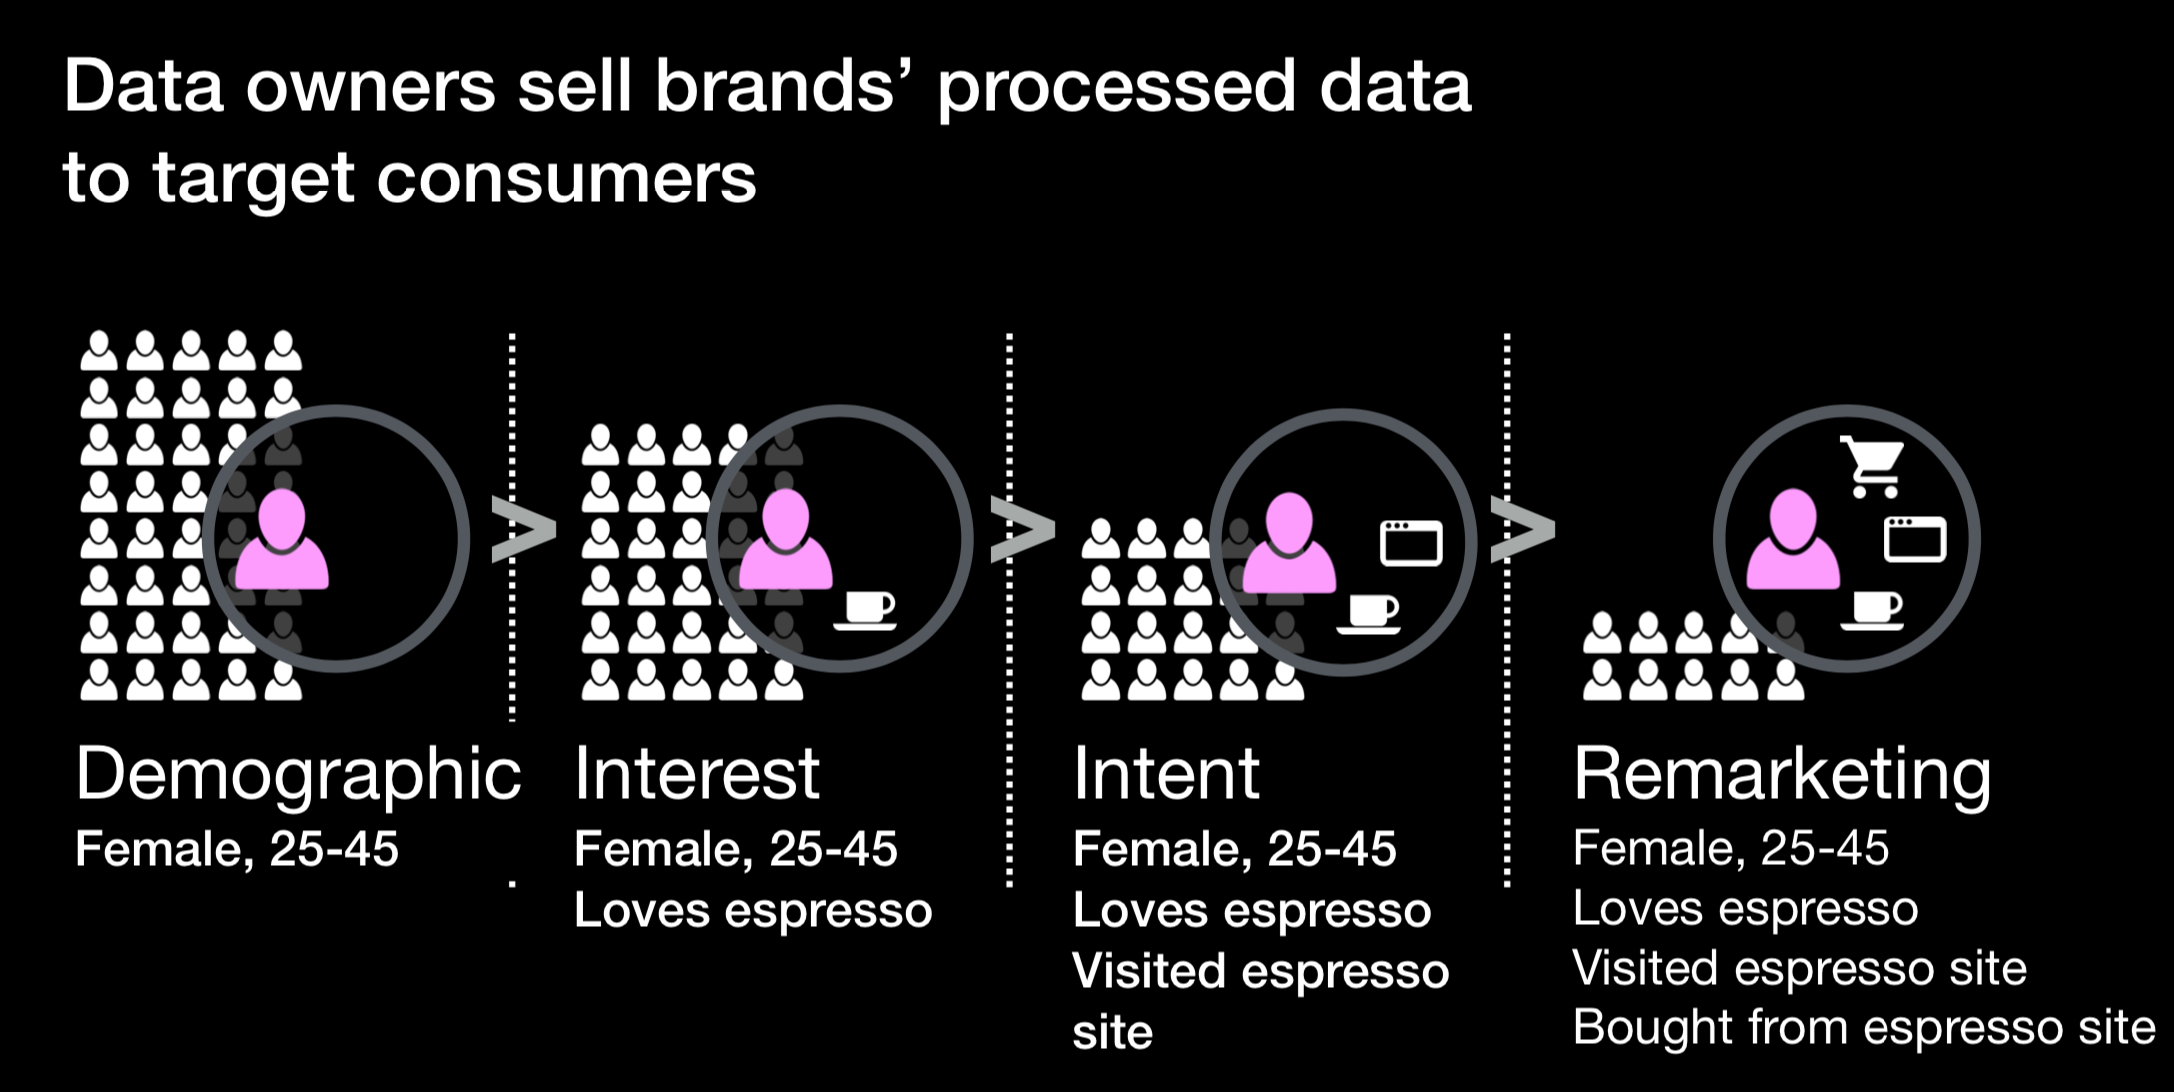 Data owners sell brands’ processed data
to target consumers
>
>
>
Demographic
Female, 25-45
Interest
Female, 25-45
Loves espresso
Intent
Female, 25-45
Loves espresso
Visited espresso
site
Remarketing
Female, 25-45
Loves espresso
Visited espresso site
Bought from espresso site